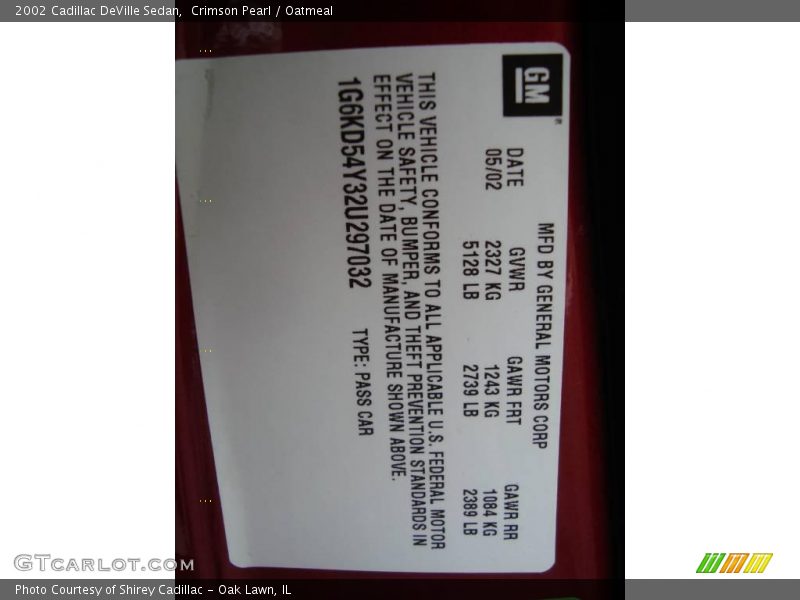 2002 Cadillac DeVille Sedan, Crimson Pearl / Oatmeal
GM
MFD BY GENERAL MOTORS CORP
DATE GVWR GAWR FRT GAWR RR
05/02 2327 KG 1243 KG 1084 KG
5128 LB 2739 LB 2389 LB
THIS VEHICLE CONFORMS TO ALL APPLICABLE U.S. FEDERAL MOTOR
VEHICLE SAFETY, BUMPER, AND THEFT PREVENTION STANDARDS IN
EFFECT ON THE DATE OF MANUFACTURE SHOWN ABOVE.
1G6KD54Y32U297032 TYPE: PASS CAR
GTCarlot.com
Photo Courtesy of Shirey Cadillac - Oak Lawn, IL